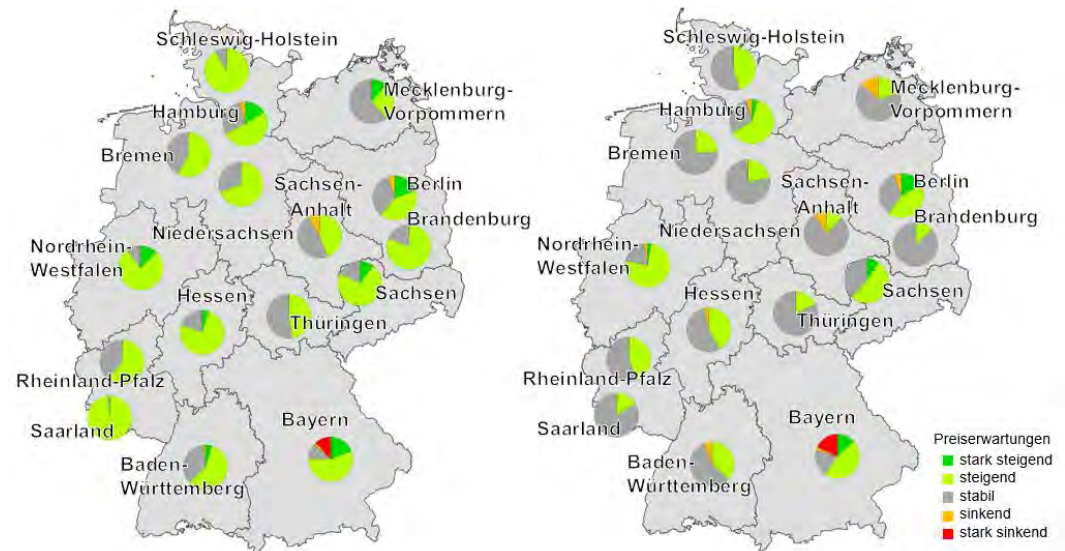 Schleswig-Holstein
Mecklenburg-
Vorpommern
Hamburg
Bremen
Berlin
Sachsen-
Anhalt
Brandenburg
Niedersachsen
Nordrhein-
Westfalen
Sachsen
Hessen
Thüringen
Rheinland-Pfalz
Saarland
Bayern
Baden-
Württemberg
Schleswig-Holstein
Mecklenburg-
Vorpommern
Hamburg
Bremen
Berlin
Sachsen-
Anhalt
Brandenburg
Niedersachsen
Nordrhein-
Westfalen
Sachsen
Hessen
Thüringen
Rheinland-Pfalz
Saarland
Bayern
Baden-
Württemberg
Preiserwartungen
stark steigend
steigend
stabil
sinkend
stark sinkend